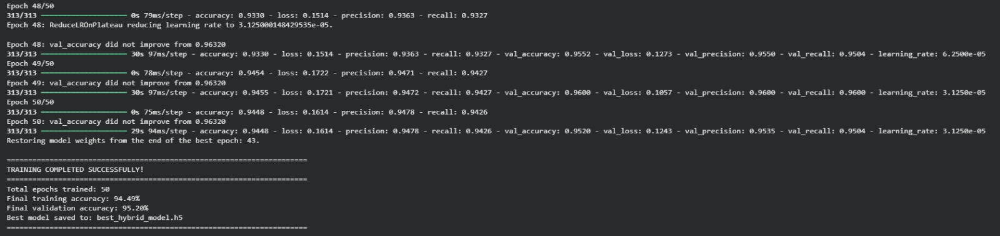 Epoch 48/50
313/313 ━━━━━━━━━━━━━━━━━━━━ 0s 79ms/step - accuracy: 0.9330 - loss: 0.1514 - precision: 0.9363 - recall: 0.9327
Epoch 48: ReduceLROnPlateau reducing learning rate to 3.125000148429535e-05.
Epoch 48: val_accuracy did not improve from 0.96320
313/313 ━━━━━━━━━━━━━━━━━━━━ 30s 97ms/step - accuracy: 0.9330 - loss: 0.1514 - precision: 0.9363 - recall: 0.9327 - val_accuracy: 0.9552 - val_loss: 0.1273 - val_precision: 0.9550 - val_recall: 0.9504 - learning_rate: 6.2500e-05
Epoch 49/50
313/313 ━━━━━━━━━━━━━━━━━━━━ 0s 78ms/step - accuracy: 0.9454 - loss: 0.1722 - precision: 0.9471 - recall: 0.9427
Epoch 49: val_accuracy did not improve from 0.96320
313/313 ━━━━━━━━━━━━━━━━━━━━ 30s 97ms/step - accuracy: 0.9455 - loss: 0.1721 - precision: 0.9472 - recall: 0.9427 - val_accuracy: 0.9600 - val_loss: 0.1057 - val_precision: 0.9600 - val_recall: 0.9600 - learning_rate: 3.1250e-05
Epoch 50/50
313/313 ━━━━━━━━━━━━━━━━━━━━ 0s 75ms/step - accuracy: 0.9448 - loss: 0.1614 - precision: 0.9478 - recall: 0.9426
Epoch 50: val_accuracy did not improve from 0.96320
313/313 ━━━━━━━━━━━━━━━━━━━━ 29s 94ms/step - accuracy: 0.9448 - loss: 0.1614 - precision: 0.9478 - recall: 0.9426 - val_accuracy: 0.9520 - val_loss: 0.1243 - val_precision: 0.9535 - val_recall: 0.9504 - learning_rate: 3.1250e-05
Restoring model weights from the end of the best epoch: 43.
======================================================================
TRAINING COMPLETED SUCCESSFULLY!
======================================================================
Total epochs trained: 50
Final training accuracy: 94.49%
Final validation accuracy: 95.20%
Best model saved to: best_hybrid_model.h5
======================================================================